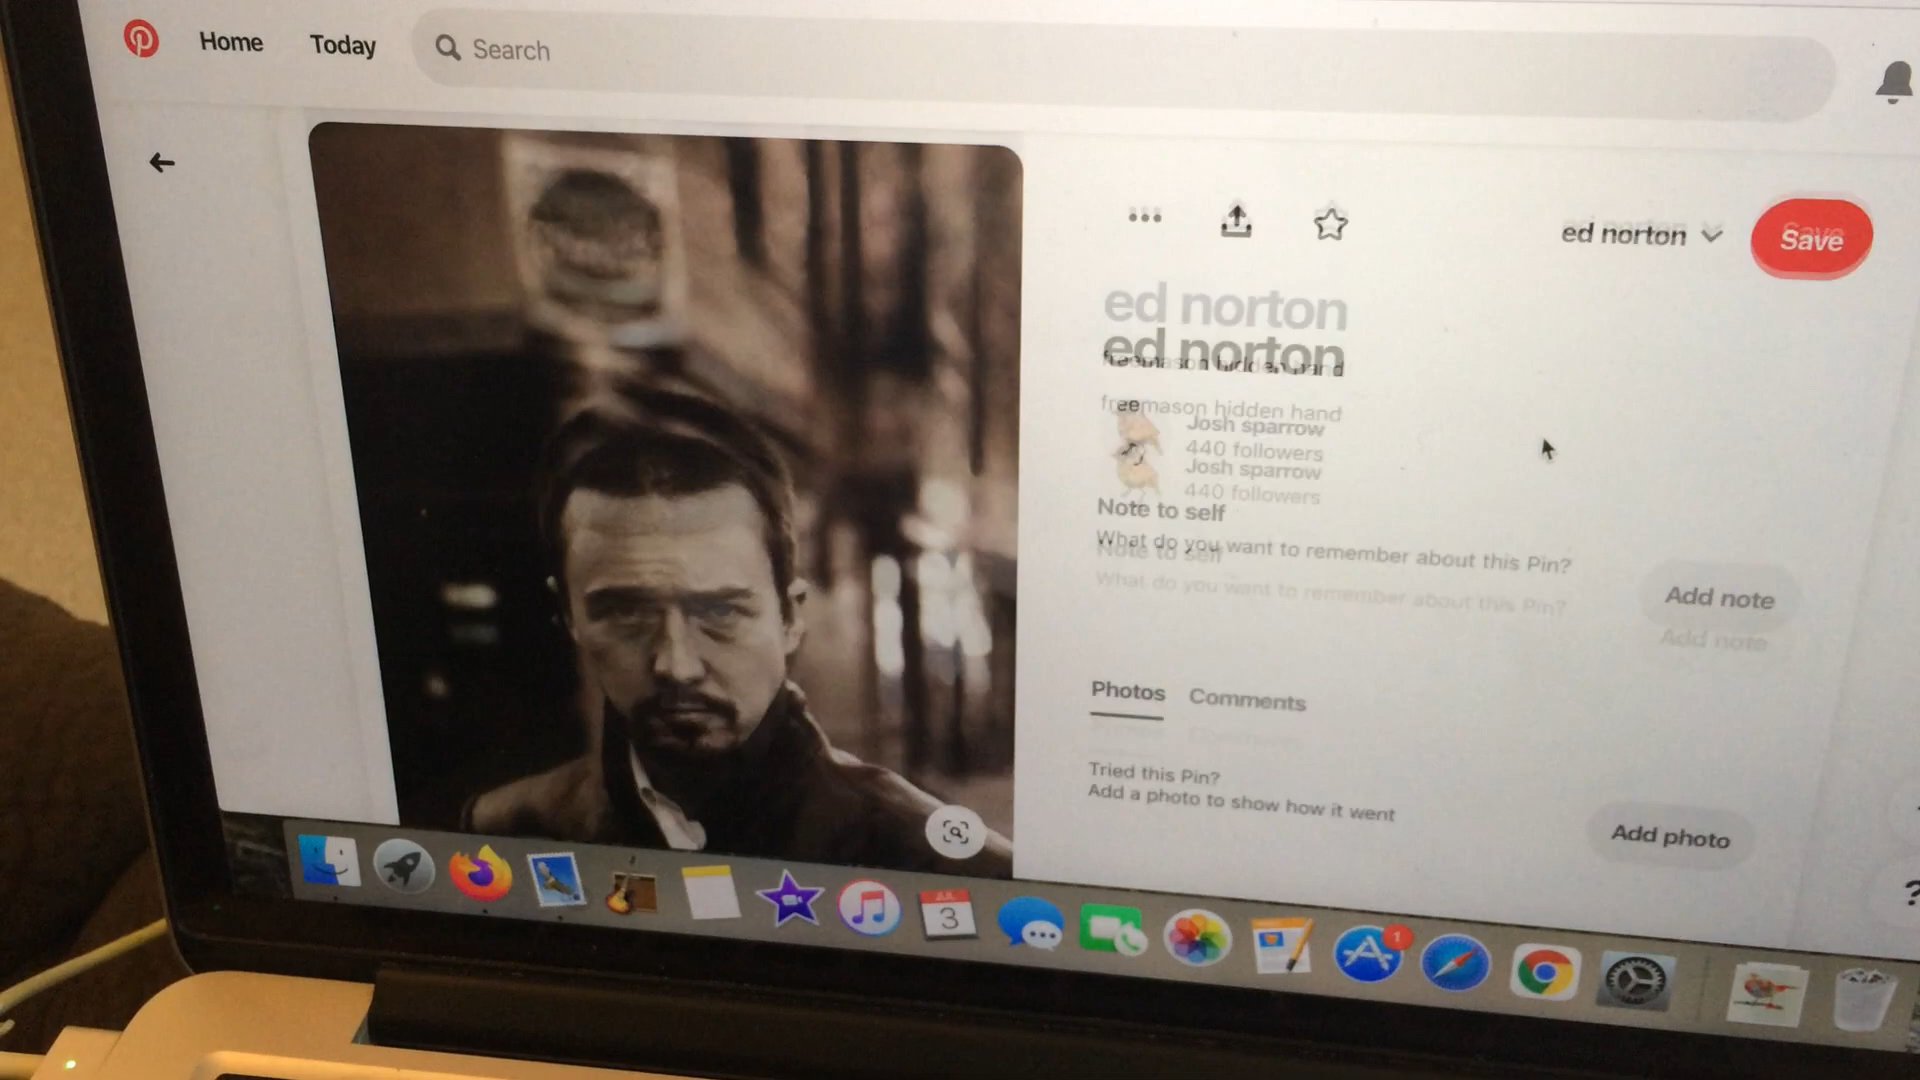 Home Today Search
ed norton Save
ed norton
ed norton
freemason hidden hand
freemason hidden hand
Josh sparrow
440 followers
Josh sparrow
440 followers
Note to self
What do you want to remember about this Pin?
Note to self
What do you want to remember about this Pin?
Add note
Add note
Photos Comments
Tried this Pin?
Add a photo to show how it went
Add photo
?
JUL
3
1